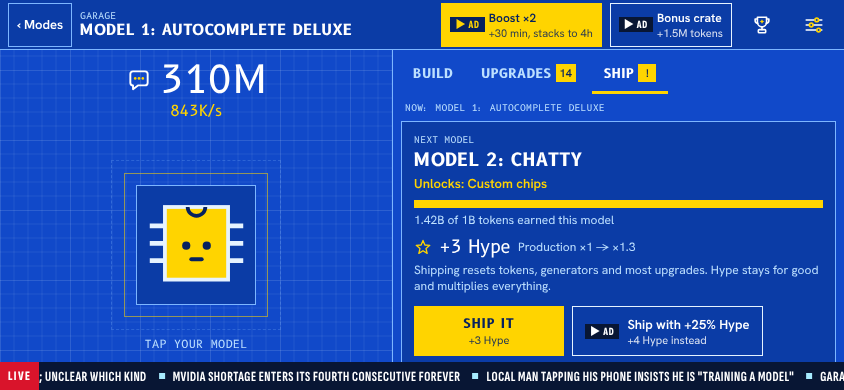 ‹ Modes
GARAGE
MODEL 1: AUTOCOMPLETE DELUXE
AD
Boost ×2
+30 min, stacks to 4h
AD
Bonus crate
+1.5M tokens
310M
843K/s
TAP YOUR MODEL
BUILD
UPGRADES 14
SHIP !
NOW: MODEL 1: AUTOCOMPLETE DELUXE
NEXT MODEL
MODEL 2: CHATTY
Unlocks: Custom chips
1.42B of 1B tokens earned this model
+3 Hype Production ×1 → ×1.3
Shipping resets tokens, generators and most upgrades. Hype stays for good
and multiplies everything.
SHIP IT
+3 Hype
AD
Ship with +25% Hype
+4 Hype instead
LIVE ; UNCLEAR WHICH KIND ■ MVIDIA SHORTAGE ENTERS ITS FOURTH CONSECUTIVE FOREVER ■ LOCAL MAN TAPPING HIS PHONE INSISTS HE IS "TRAINING A MODEL" ■ GARA